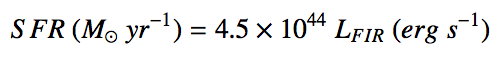 SFR (M⊙ yr⁻¹) = 4.5 × 10⁴⁴ L_FIR (erg s⁻¹)